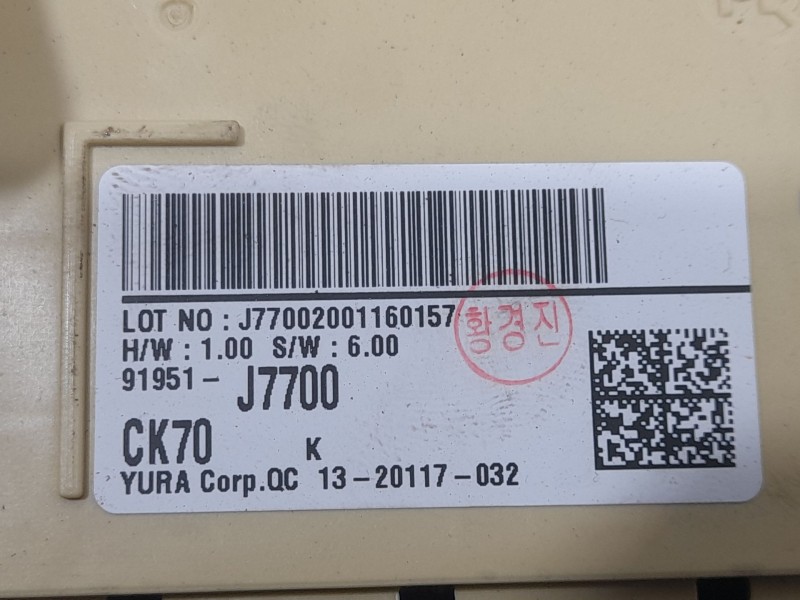 LOT NO : J77002001160157
황경진
H/W : 1.00 S/W : 6.00
91951- J7700
CK70 K
YURA Corp.QC 13-20117-032